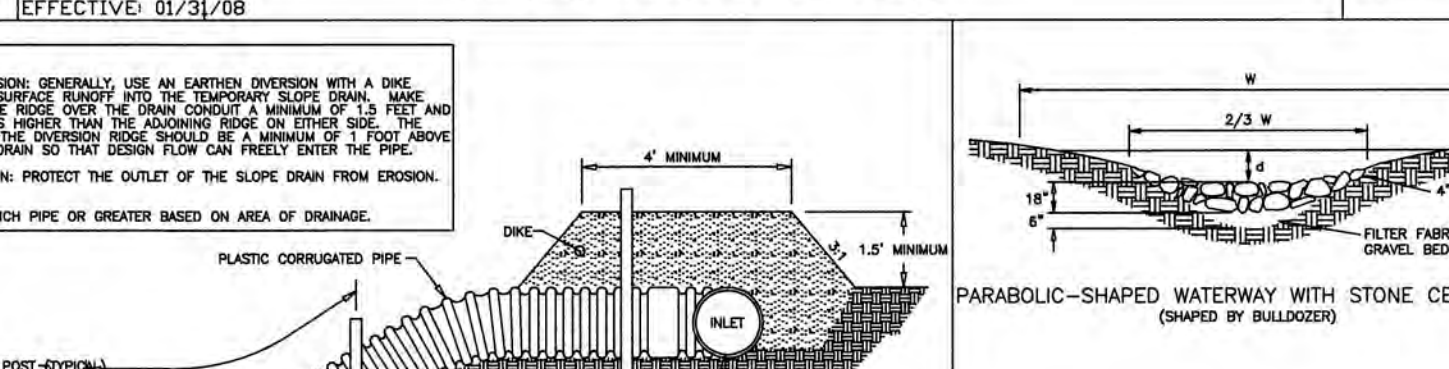 EFFECTIVE: 01/31/08
SION: GENERALLY, USE AN EARTHEN DIVERSION WITH A DIKE
SURFACE RUNOFF INTO THE TEMPORARY SLOPE DRAIN. MAKE
E RIDGE OVER THE DRAIN CONDUIT A MINIMUM OF 1.5 FEET AND
S HIGHER THAN THE ADJOINING RIDGE ON EITHER SIDE. THE
THE DIVERSION RIDGE SHOULD BE A MINIMUM OF 1 FOOT ABOVE
DRAIN SO THAT DESIGN FLOW CAN FREELY ENTER THE PIPE.
N: PROTECT THE OUTLET OF THE SLOPE DRAIN FROM EROSION.
ICH PIPE OR GREATER BASED ON AREA OF DRAINAGE.
4' MINIMUM
DIKE
3:1
1.5' MINIMUM
PLASTIC CORRUGATED PIPE
INLET
POST (TYPICAL)
W
2/3 W
d
18"
6"
4"
FILTER FABR
GRAVEL BED
PARABOLIC-SHAPED WATERWAY WITH STONE CE
(SHAPED BY BULLDOZER)